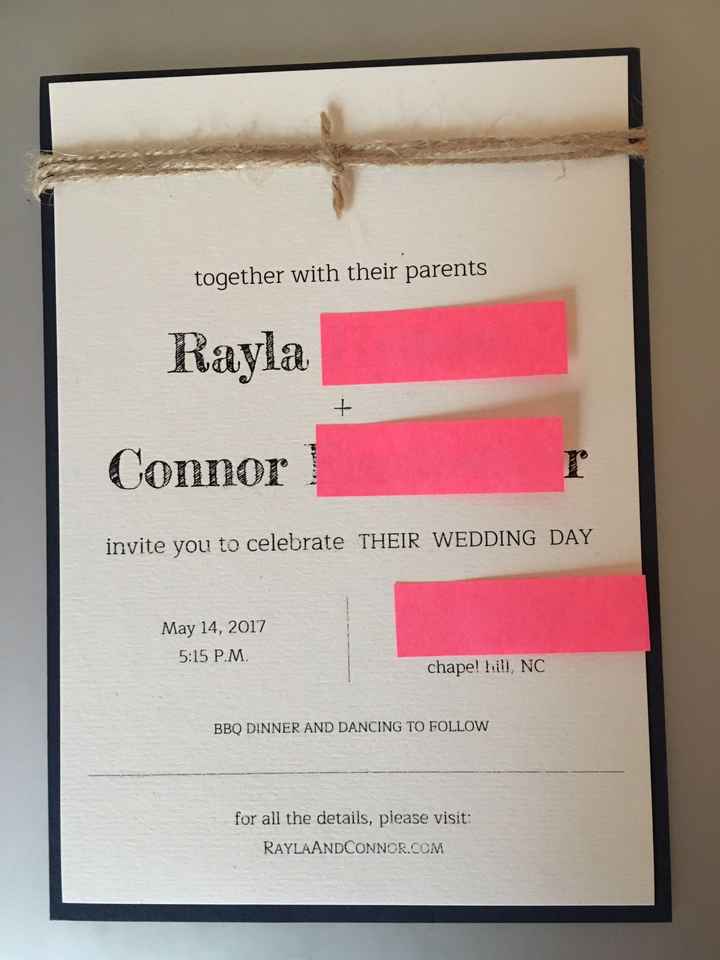 together with their parents
Rayla
+
Connor
invite you to celebrate THEIR WEDDING DAY
May 14, 2017
5:15 P.M.
chapel hill, NC
BBQ DINNER AND DANCING TO FOLLOW
for all the details, please visit:
RAYLAANDCONNOR.COM